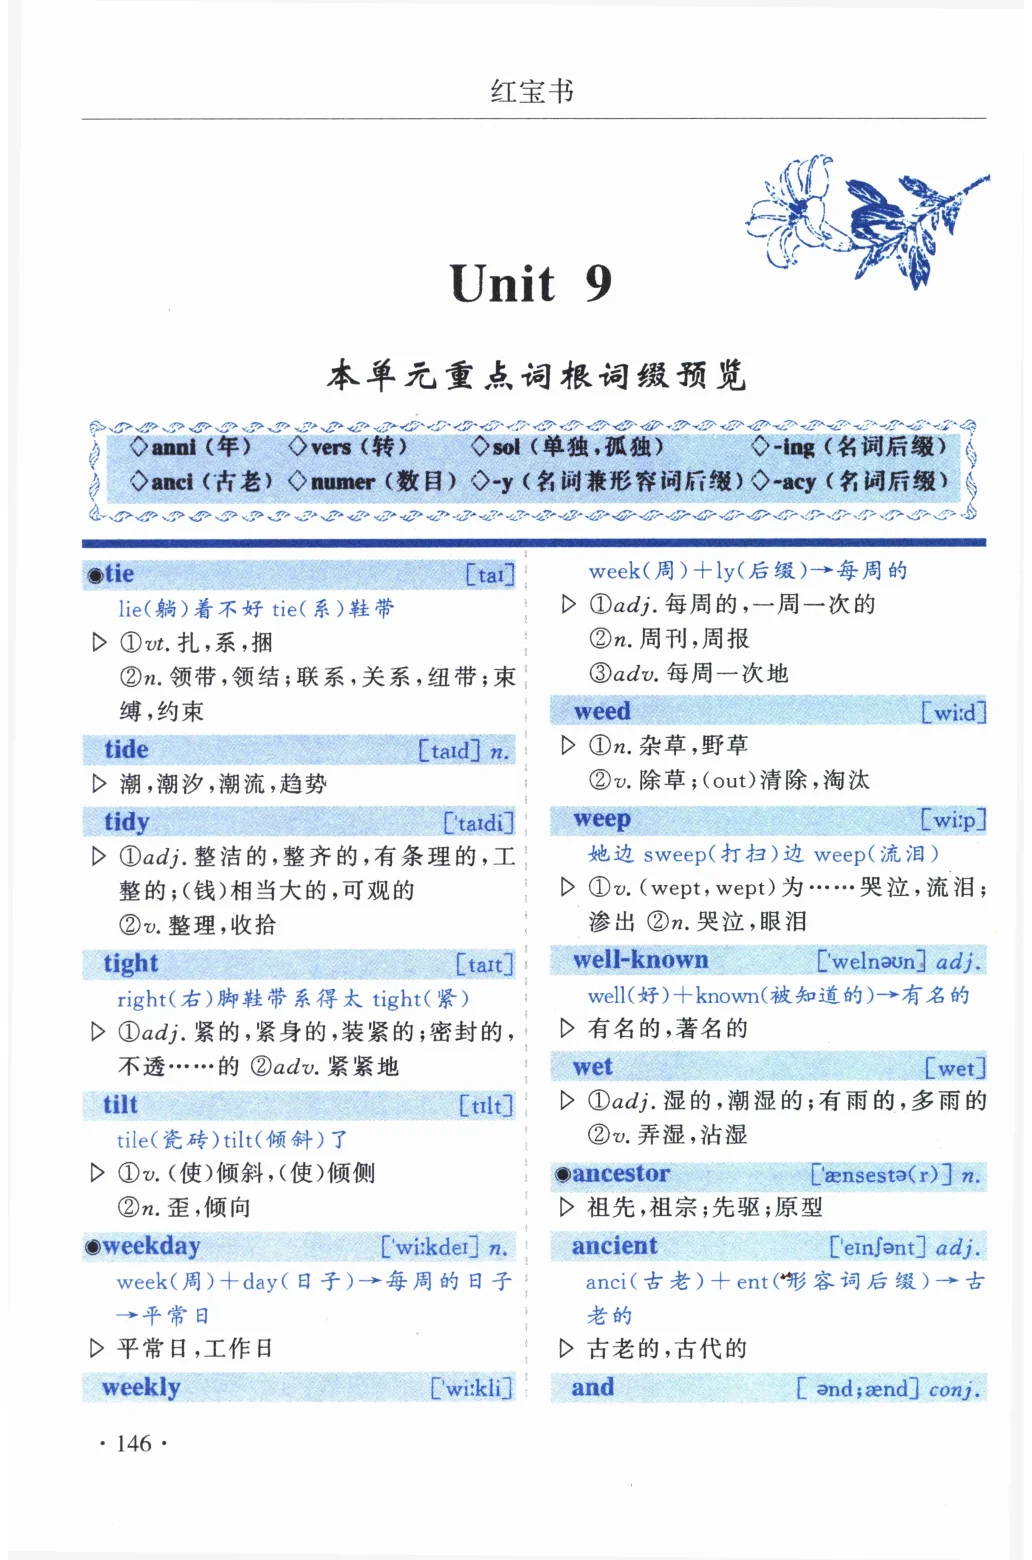 红宝书
Unit 9
本单元重点词根词缀预览
◇anni(年) ◇vers(转) ◇sol(单独,孤独) ◇-ing(名词后缀)
◇anci(古老) ◇numer(数目) ◇-y(名词兼形容词后缀) ◇-acy(名词后缀)
◉tie [taɪ]
lie(躺)着不好 tie(系)鞋带
▷ ①vt. 扎,系,捆
②n. 领带,领结;联系,关系,纽带;束
缚,约束
tide [taɪd] n.
▷ 潮,潮汐,潮流,趋势
tidy [ˈtaɪdi]
▷ ①adj. 整洁的,整齐的,有条理的,工
整的;(钱)相当大的,可观的
②v. 整理,收拾
tight [taɪt]
right(右)脚鞋带系得太 tight(紧)
▷ ①adj. 紧的,紧身的,装紧的;密封的,
不透……的 ②adv. 紧紧地
tilt [tɪlt]
tile(瓷砖)tilt(倾斜)了
▷ ①v. (使)倾斜,(使)倾侧
②n. 歪,倾向
◉weekday [ˈwiːkdeɪ] n.
week(周)+day(日子)→每周的日子
→平常日
▷ 平常日,工作日
weekly [ˈwiːkli]
week(周)+ly(后缀)→每周的
▷ ①adj. 每周的,一周一次的
②n. 周刊,周报
③adv. 每周一次地
weed [wiːd]
▷ ①n. 杂草,野草
②v. 除草;(out)清除,淘汰
weep [wiːp]
她边 sweep(打扫)边 weep(流泪)
▷ ①v. (wept, wept)为……哭泣,流泪;
渗出 ②n. 哭泣,眼泪
well-known [ˈwelnəʊn] adj.
well(好)+known(被知道的)→有名的
▷ 有名的,著名的
wet [wet]
▷ ①adj. 湿的,潮湿的;有雨的,多雨的
②v. 弄湿,沾湿
◉ancestor [ˈænsestə(r)] n.
▷ 祖先,祖宗;先驱;原型
ancient [ˈeɪnʃənt] adj.
anci(古老)+ent(形容词后缀)→古
老的
▷ 古老的,古代的
and [ənd;ænd] conj.
· 146 ·